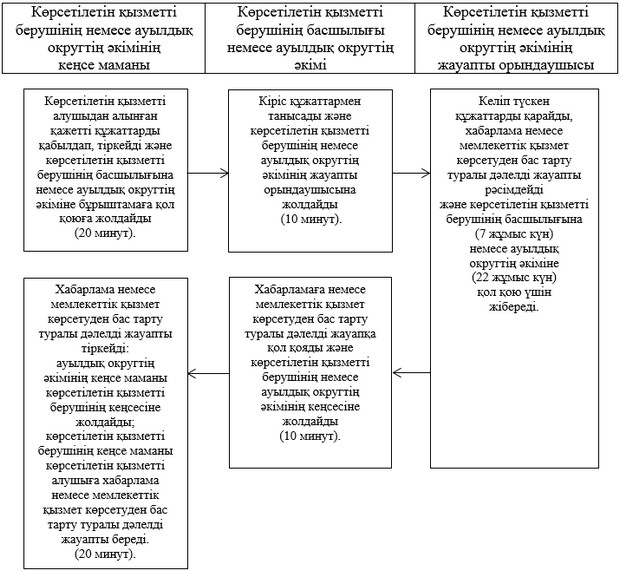 Көрсетілетін қызметті
берушінің немесе ауылдық
округтің әкімінің
кеңсе маманы
Көрсетілетін қызметті
берушінің басшылығы
немесе ауылдық округтің
әкімі
Көрсетілетін қызметті
берушінің немесе ауылдық
округтің әкімінің
жауапты орындаушысы
Көрсетілетін қызметті
алушыдан алынған
қажетті құжаттарды
қабылдап, тіркейді және
көрсетілетін қызметті
берушінің басшылығына
немесе ауылдық округтің
әкіміне бұрыштамаға қол
қоюға жолдайды
(20 минут).
Кіріс құжаттармен
танысады және
көрсетілетін қызметті
берушінің немесе
ауылдық округтің
әкімінің жауапты
орындаушысына
жолдайды
(10 минут).
Келіп түскен
құжаттарды қарайды,
хабарлама немесе
мемлекеттік қызмет
көрсетуден бас тарту
туралы дәлелді жауапты
рәсімдейді
және көрсетілетін қызметті
берушінің басшылығына
(7 жұмыс күн)
немесе ауылдық
округтің әкіміне
(22 жұмыс күн)
қол қою үшін
жібереді.
Хабарлама немесе
мемлекеттік қызмет
көрсетуден бас тарту
туралы дәлелді жауапты
тіркейді:
ауылдық округтің
әкімінің кеңсе маманы
көрсетілетін қызметті
берушінің кеңсесіне
жолдайды;
көрсетілетін қызметті
берушінің кеңсе маманы
көрсетілетін қызметті
алушыға хабарлама
немесе мемлекеттік
қызмет көрсетуден бас
тарту туралы дәлелді
жауапты береді.
(20 минут).
Хабарламаға немесе
мемлекеттік қызмет
көрсетуден бас тарту
туралы дәлелді жауапқа
қол қояды және
көрсетілетін қызметті
берушінің немесе
ауылдық округтің
әкімінің кеңсесіне
жолдайды
(10 минут).